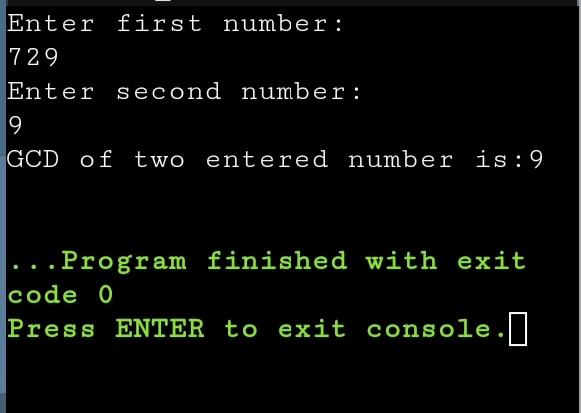 Enter first number:
729
Enter second number:
9
GCD of two entered number is:9
...Program finished with exit
code 0
Press ENTER to exit console.